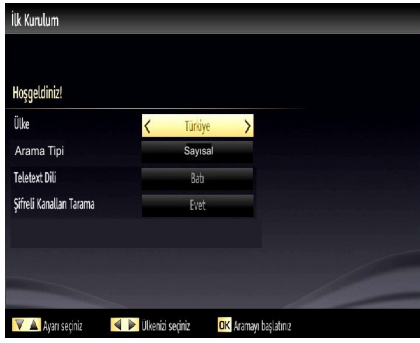 İlk Kurulum
Hoşgeldiniz!
Ülke Türkiye
Arama Tipi Sayısal
Teletext Dili Batı
Şifreli Kanalları Tarama Evet
Ayarı seçiniz Ülkenizi seçiniz OK Aramayı başlatınız